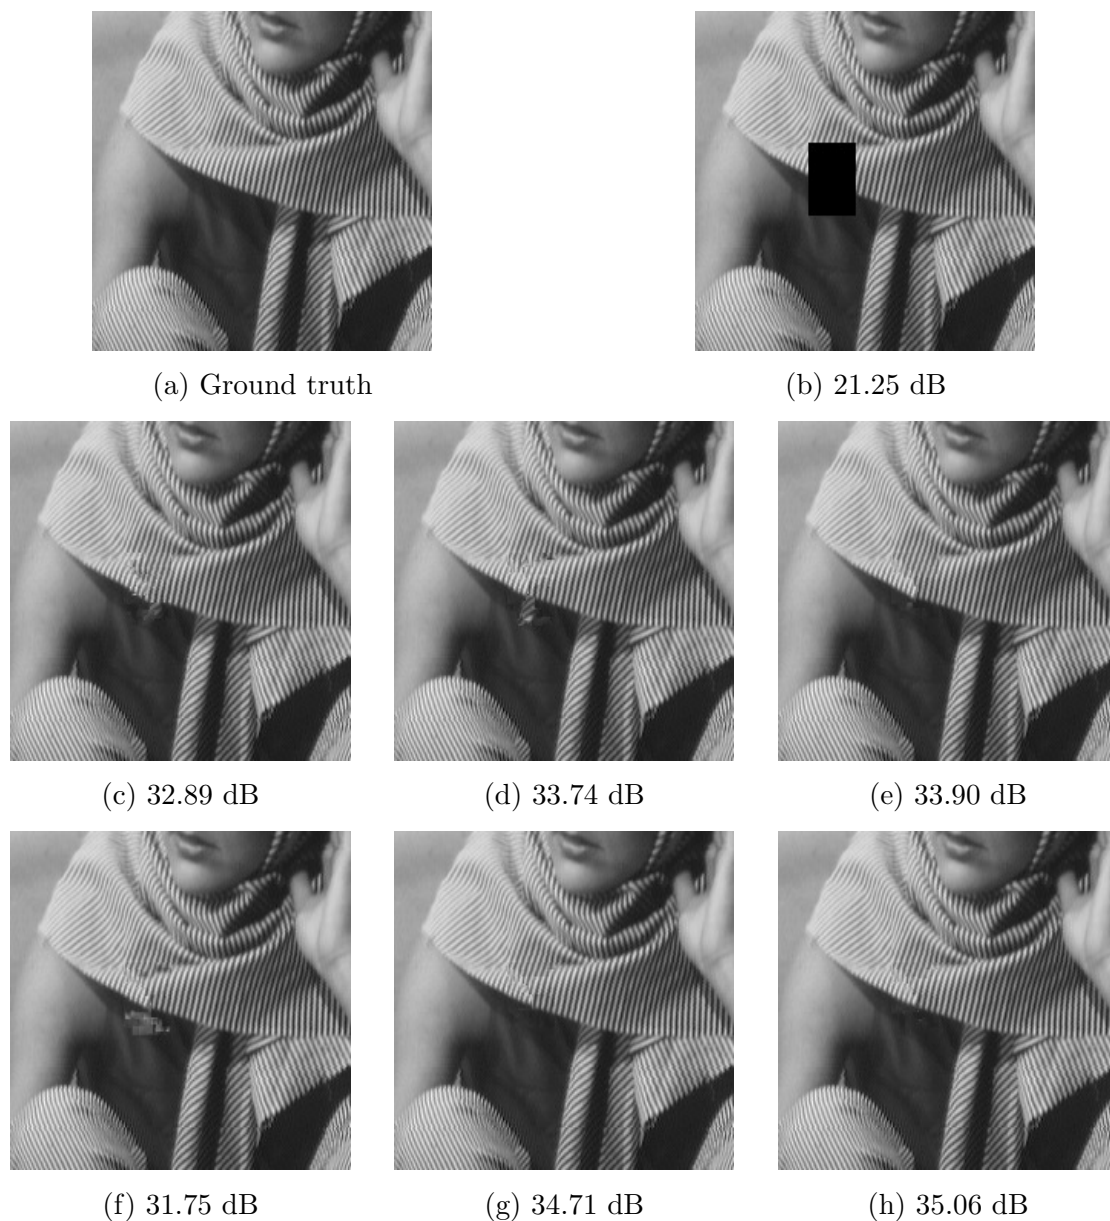 (a) Ground truth
(b) 21.25 dB
(c) 32.89 dB
(d) 33.74 dB
(e) 33.90 dB
(f) 31.75 dB
(g) 34.71 dB
(h) 35.06 dB